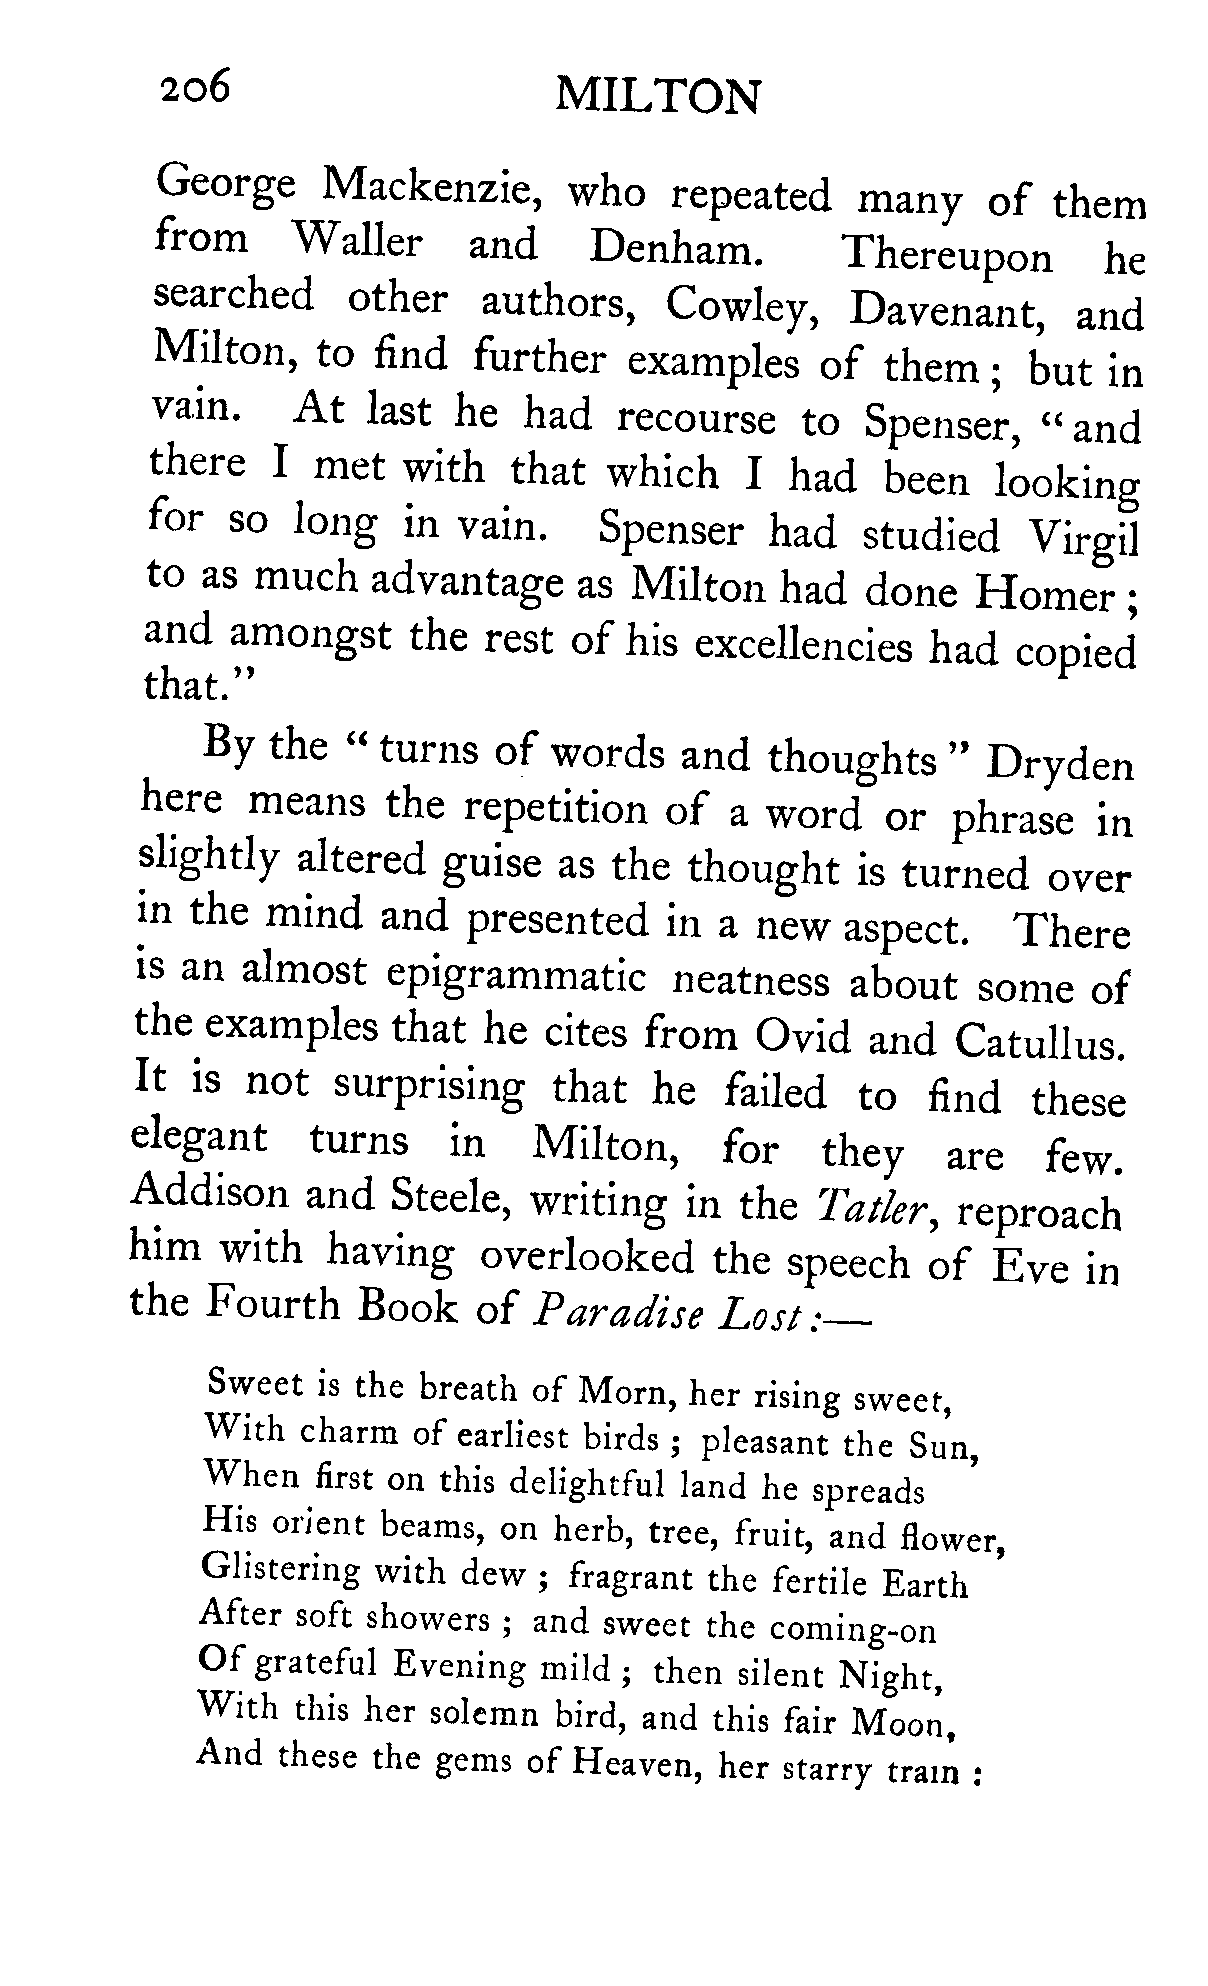 206 MILTON
George Mackenzie, who repeated many of them
from Waller and Denham. Thereupon he
searched other authors, Cowley, Davenant, and
Milton, to find further examples of them ; but in
vain. At last he had recourse to Spenser, “ and
there I met with that which I had been looking
for so long in vain. Spenser had studied Virgil
to as much advantage as Milton had done Homer ;
and amongst the rest of his excellencies had copied
that.”
By the “ turns of words and thoughts ” Dryden
here means the repetition of a word or phrase in
slightly altered guise as the thought is turned over
in the mind and presented in a new aspect. There
is an almost epigrammatic neatness about some of
the examples that he cites from Ovid and Catullus.
It is not surprising that he failed to find these
elegant turns in Milton, for they are few.
Addison and Steele, writing in the Tatler, reproach
him with having overlooked the speech of Eve in
the Fourth Book of Paradise Lost :—
Sweet is the breath of Morn, her rising sweet,
With charm of earliest birds ; pleasant the Sun,
When first on this delightful land he spreads
His orient beams, on herb, tree, fruit, and flower,
Glistering with dew ; fragrant the fertile Earth
After soft showers ; and sweet the coming-on
Of grateful Evening mild ; then silent Night,
With this her solemn bird, and this fair Moon,
And these the gems of Heaven, her starry train :